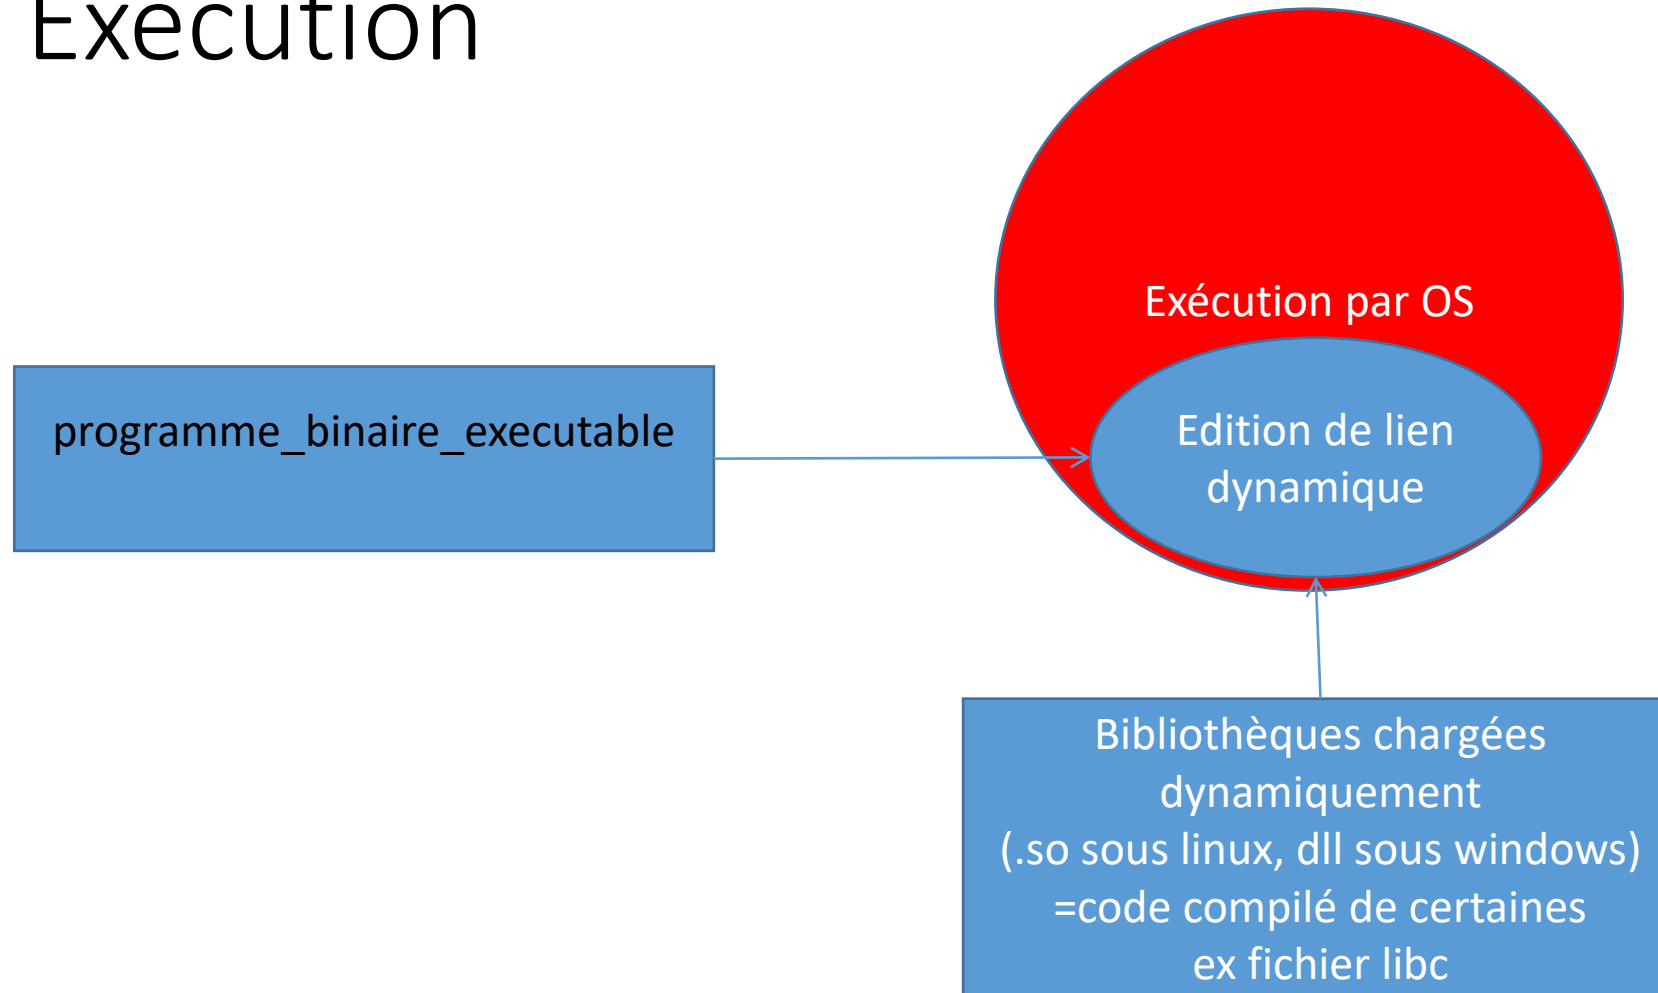 Execution
Exécution par OS
programme_binaire_executable
Edition de lien
dynamique
Bibliothèques chargées
dynamiquement
(.so sous linux, dll sous windows)
=code compilé de certaines
ex fichier libc